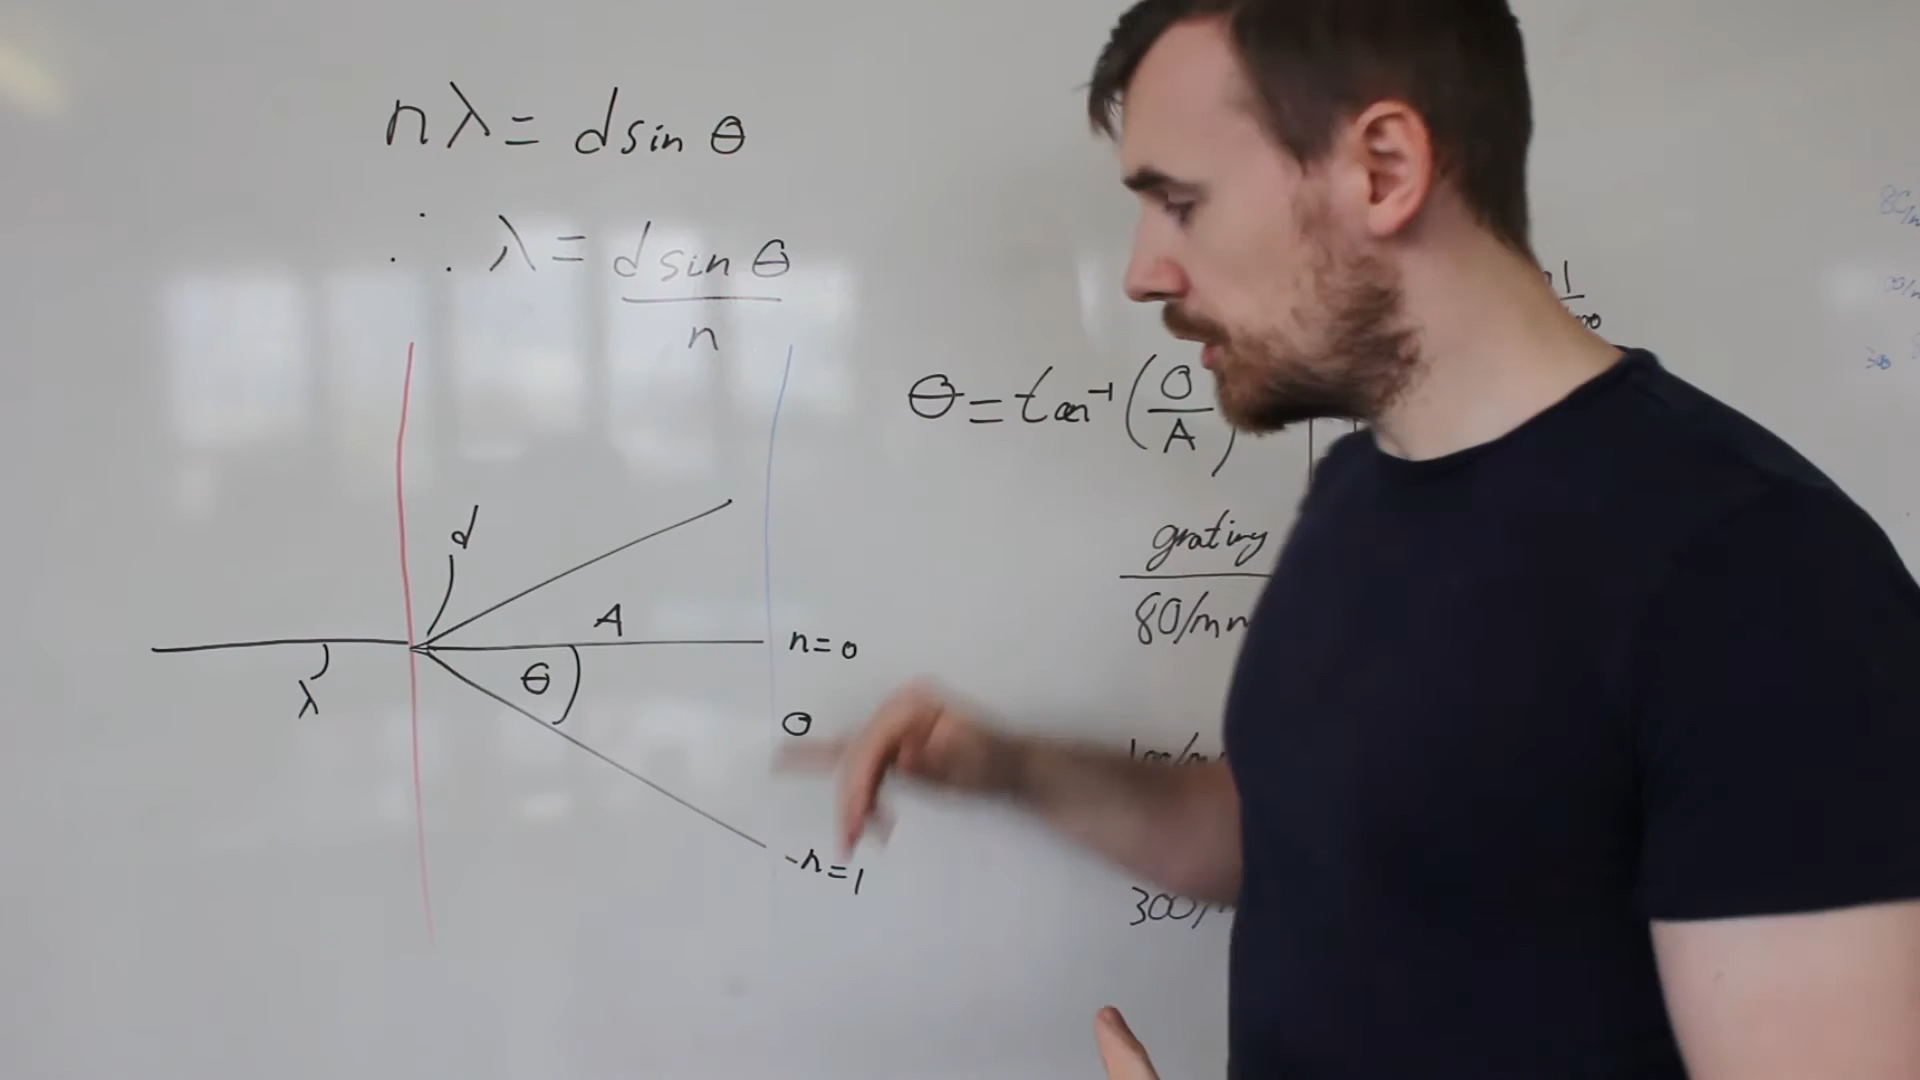 nλ = d sin θ
∴ λ = d sin θ
n
θ = tan⁻¹ (O
A)
grating
80/mm
d
A
n=0
θ
λ
O
-n=1
300/